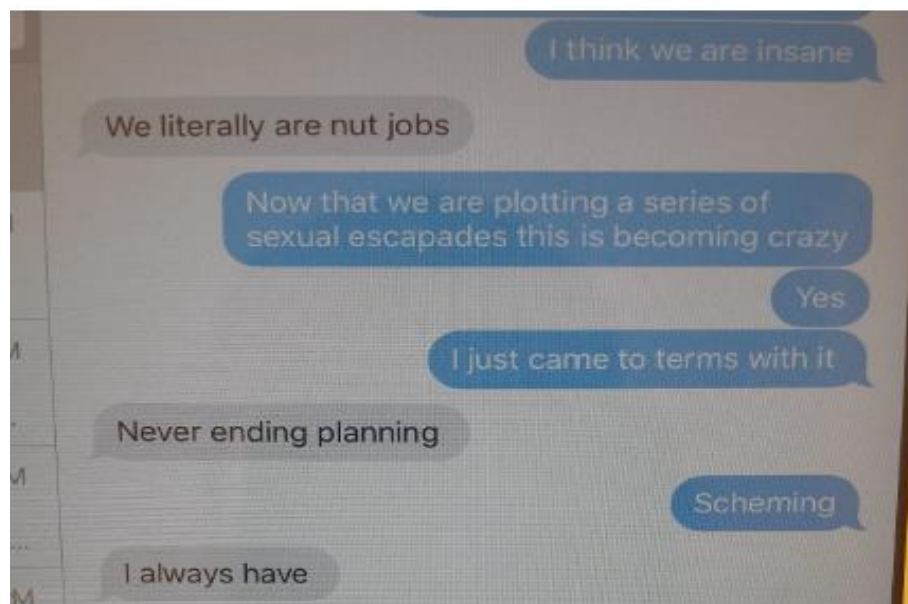 I think we are insane
We literally are nut jobs
Now that we are plotting a series of
sexual escapades this is becoming crazy
Yes
I just came to terms with it
Never ending planning
Scheming
I always have